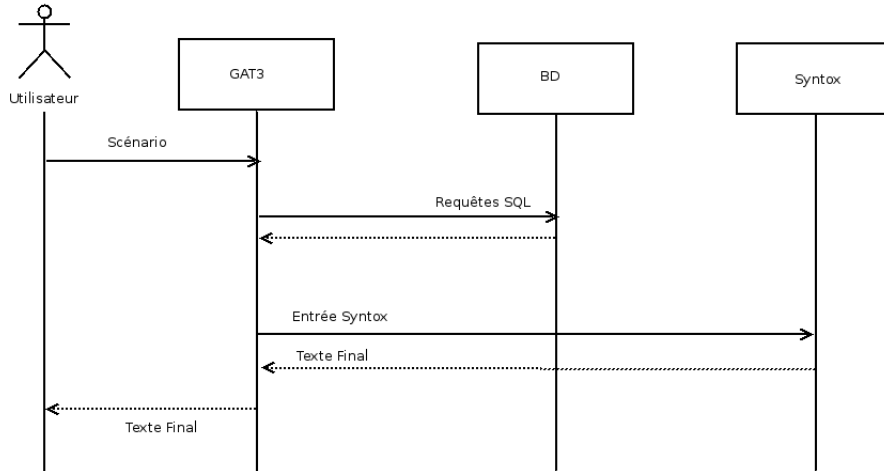 GAT3
BD
Syntox
Utilisateur
Scénario
Requêtes SQL
Entrée Syntox
Texte Final
Texte Final